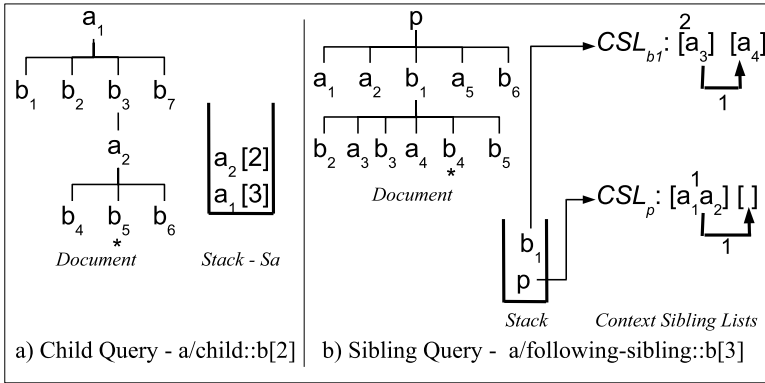 a1
b1 b2 b3 b7
a2
b4 b5 b6
*
Document
a2 [2]
a1 [3]
Stack - Sa
a) Child Query - a/child::b[2]
p
a1 a2 b1 a5 b6
b2 a3 b3 a4 b4 b5
*
Document
b1
p
Stack
2
CSLb1: [a3] [a4]
1
1
CSLp: [a1a2] [ ]
1
Context Sibling Lists
b) Sibling Query - a/following-sibling::b[3]